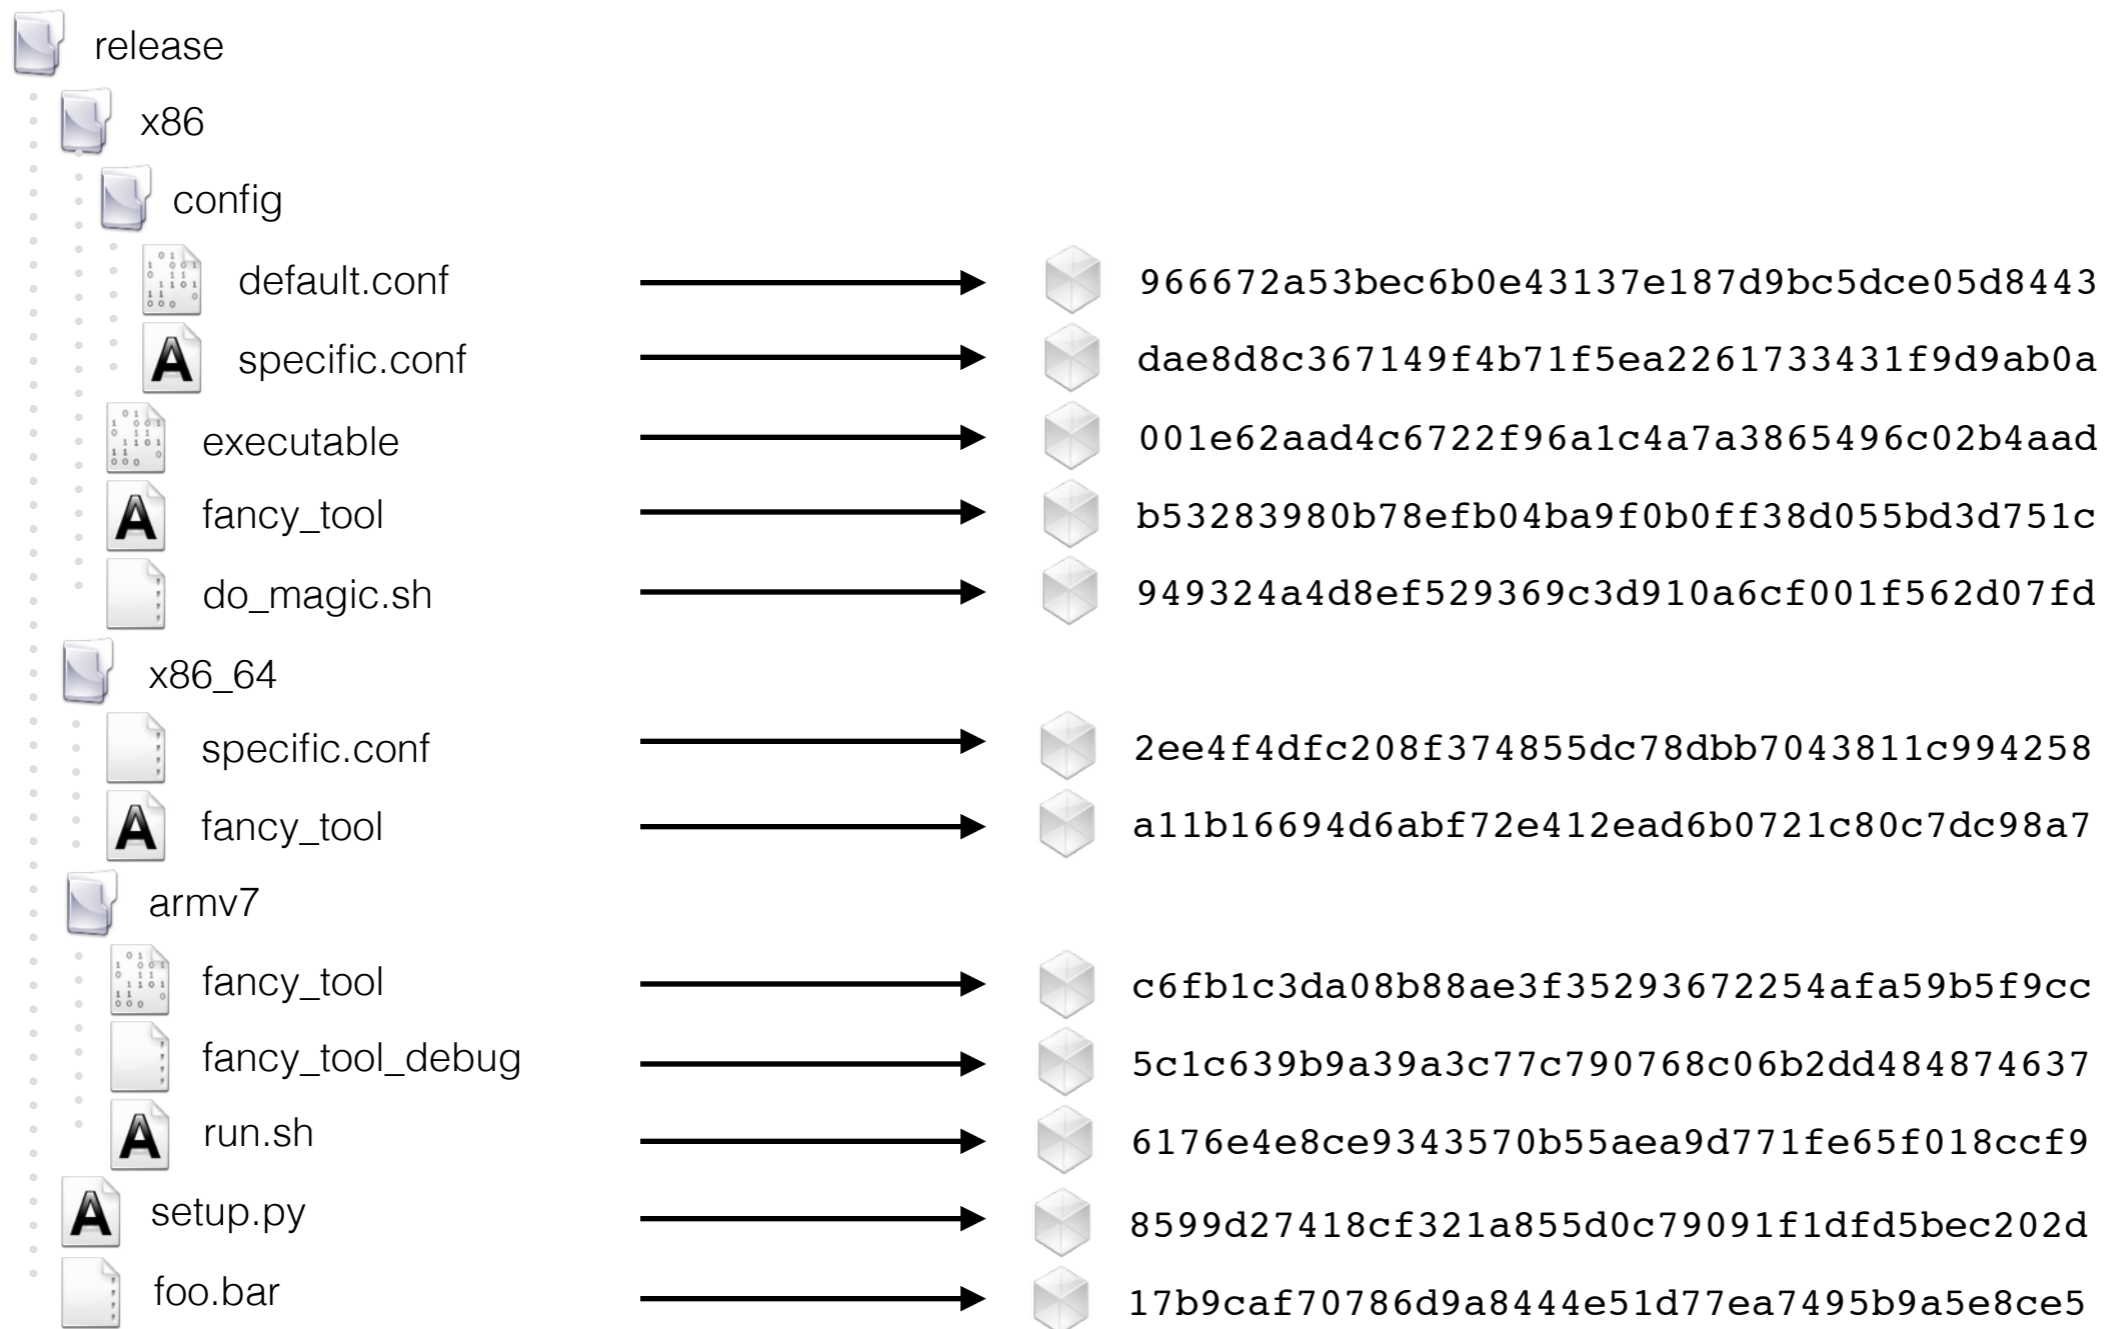 release
x86
config
default.conf 966672a53bec6b0e43137e187d9bc5dce05d8443
specific.conf dae8d8c367149f4b71f5ea2261733431f9d9ab0a
executable 001e62aad4c6722f96a1c4a7a3865496c02b4aad
fancy_tool b53283980b78efb04ba9f0b0ff38d055bd3d751c
do_magic.sh 949324a4d8ef529369c3d910a6cf001f562d07fd
x86_64
specific.conf 2ee4f4dfc208f374855dc78dbb7043811c994258
fancy_tool a11b16694d6abf72e412ead6b0721c80c7dc98a7
armv7
fancy_tool c6fb1c3da08b88ae3f35293672254afa59b5f9cc
fancy_tool_debug 5c1c639b9a39a3c77c790768c06b2dd484874637
run.sh 6176e4e8ce9343570b55aea9d771fe65f018ccf9
setup.py 8599d27418cf321a855d0c79091f1dfd5bec202d
foo.bar 17b9caf70786d9a8444e51d77ea7495b9a5e8ce5